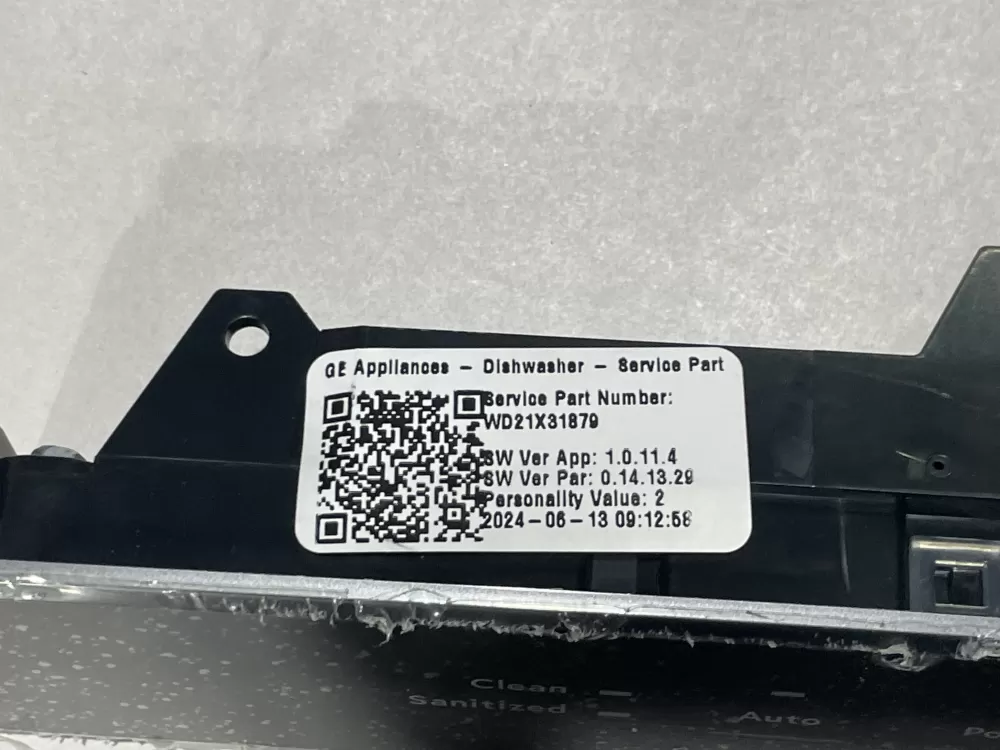 GE Appliances - Dishwasher - Service Part
Service Part Number:
WD21X31879
SW Ver App: 1.0.11.4
SW Ver Par: 0.14.13.29
Personality Value: 2
2024-06-13 09:12:58
Clean
Sanitized
Auto